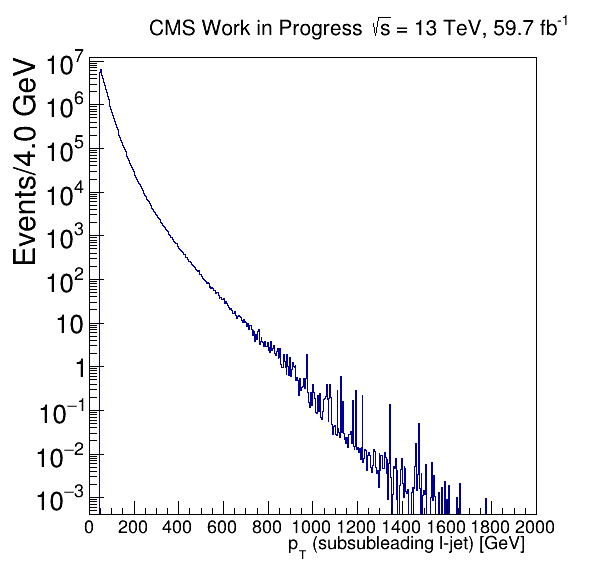 CMS Work in Progress √s = 13 TeV, 59.7 fb⁻¹
Events/4.0 GeV
10⁷
10⁶
10⁵
10⁴
10³
10²
10
1
10⁻¹
10⁻²
10⁻³
0 200 400 600 800 1000 1200 1400 1600 1800 2000
p_T (subsubleading l-jet) [GeV]